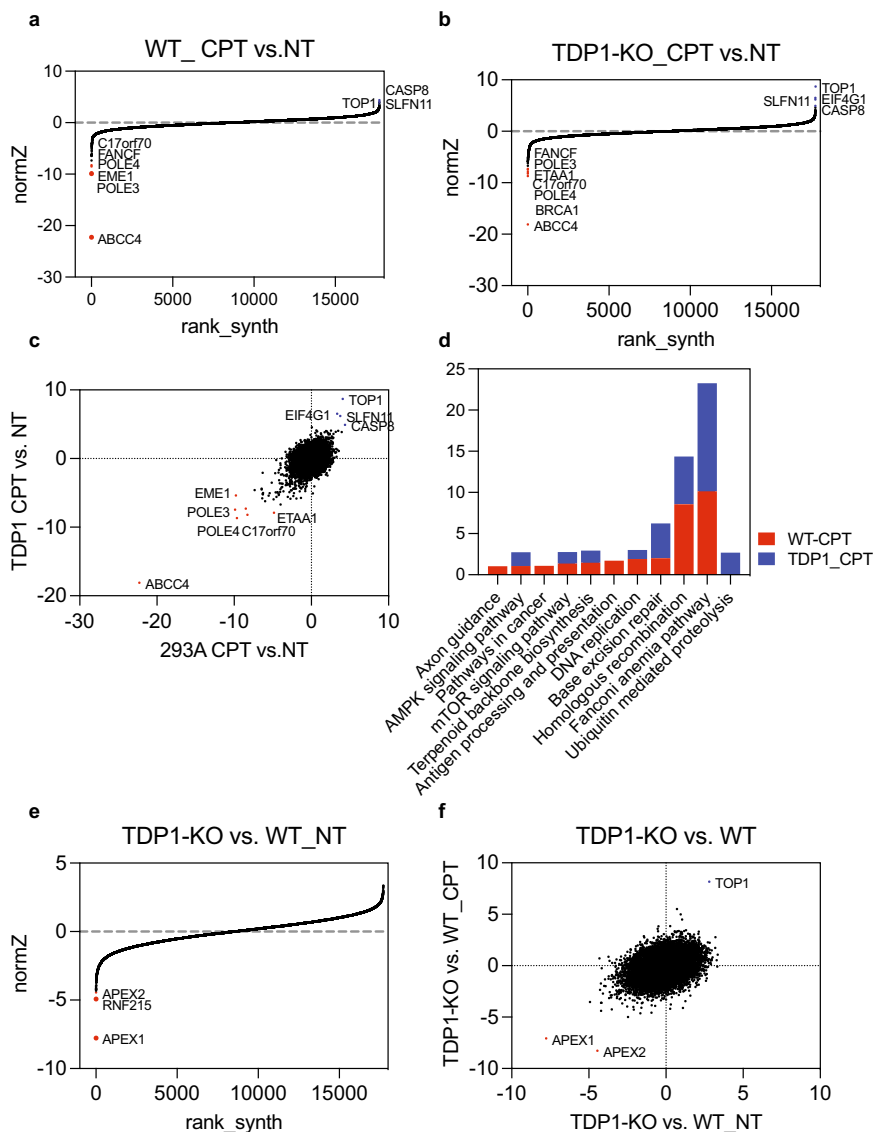 a
WT_ CPT vs.NT
10
0
-10
-20
-30
normZ
CASP8
TOP1
SLFN11
C17orf70
FANCF
POLE4
EME1
POLE3
ABCC4
0
5000
10000
15000
rank_synth
b
TDP1-KO_CPT vs.NT
10
0
-10
-20
-30
normZ
TOP1
SLFN11
EIF4G1
CASP8
FANCF
POLE3
ETAA1
C17orf70
POLE4
BRCA1
ABCC4
0
5000
10000
15000
rank_synth
c
10
0
-10
-20
TDP1 CPT vs. NT
TOP1
EIF4G1
SLFN11
CASP8
EME1
POLE3
ETAA1
POLE4
C17orf70
ABCC4
-30
-20
-10
0
10
293A CPT vs.NT
d
25
20
15
10
5
0
WT-CPT
TDP1_CPT
Axon guidance
AMPK signaling pathway
Pathways in cancer
mTOR signaling pathway
Terpenoid backbone biosynthesis
Antigen processing and presentation
DNA replication
Base excision repair
Homologous recombination
Fanconi anemia pathway
Ubiquitin mediated proteolysis
e
TDP1-KO vs. WT_NT
5
0
-5
-10
normZ
APEX2
RNF215
APEX1
0
5000
10000
15000
rank_synth
f
TDP1-KO vs. WT
10
5
0
-5
-10
TDP1-KO vs. WT_CPT
TOP1
APEX1
APEX2
-10
-5
0
5
10
TDP1-KO vs. WT_NT